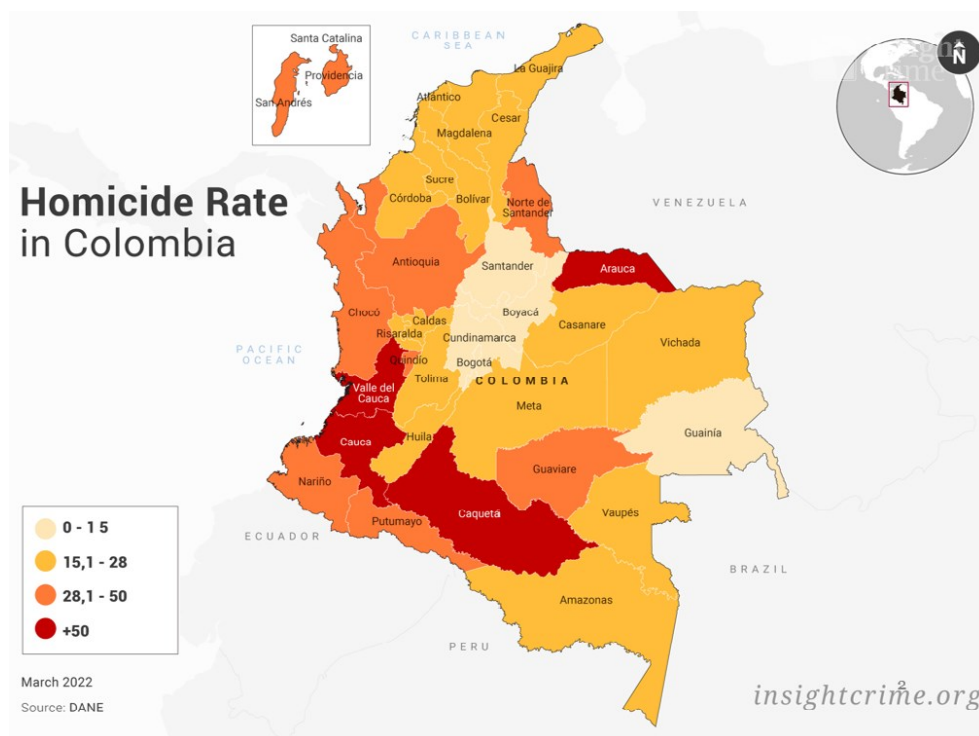 Santa Catalina
Providencia
San Andrés
CARIBBEAN
SEA
N
Homicide Rate
in Colombia
La Guajira
Atlántico
Cesar
Magdalena
Sucre
Córdoba
Bolívar
Norte de
Santander
VENEZUELA
Antioquia
Santander
Arauca
Chocó
Caldas
Boyacá
Casanare
Risaralda
Cundinamarca
Vichada
PACIFIC
OCEAN
Quindío
Bogotá
Tolima
COLOMBIA
Valle del
Cauca
Meta
Cauca
Huila
Guainía
Guaviare
Nariño
Caquetá
Vaupés
Putumayo
ECUADOR
BRAZIL
Amazonas
PERU
0 - 1 5
15,1 - 28
28,1 - 50
+50
March 2022
Source: DANE
2
insightcrime.org